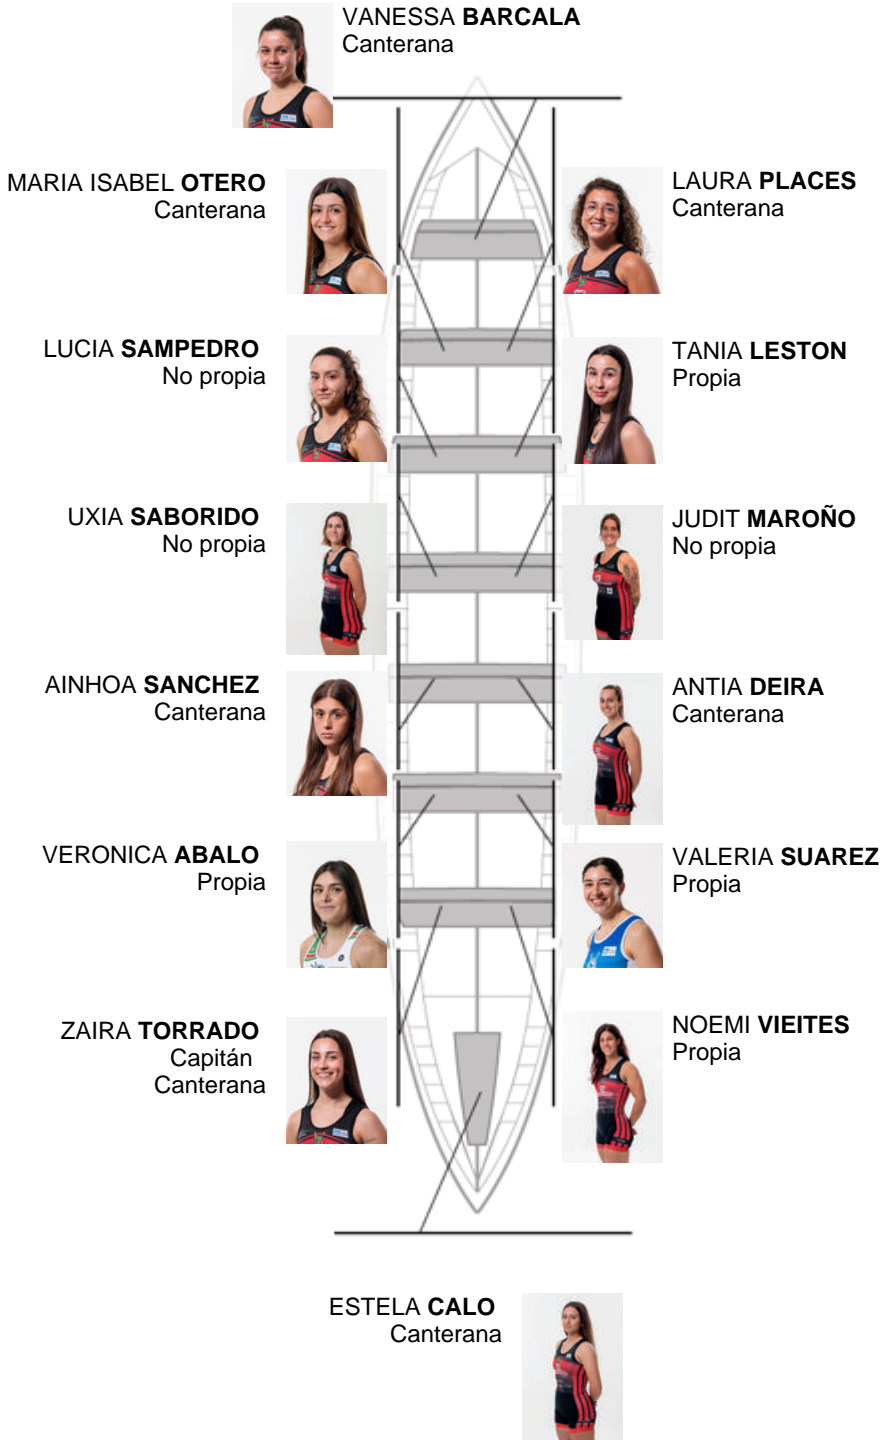 VANESSA BARCALA
Canterana
MARIA ISABEL OTERO
Canterana
LAURA PLACES
Canterana
LUCIA SAMPEDRO
No propia
TANIA LESTON
Propia
UXIA SABORIDO
No propia
JUDIT MAROÑO
No propia
AINHOA SANCHEZ
Canterana
ANTIA DEIRA
Canterana
VERONICA ABALO
Propia
VALERIA SUAREZ
Propia
ZAIRA TORRADO
Capitán
Canterana
NOEMI VIEITES
Propia
ESTELA CALO
Canterana